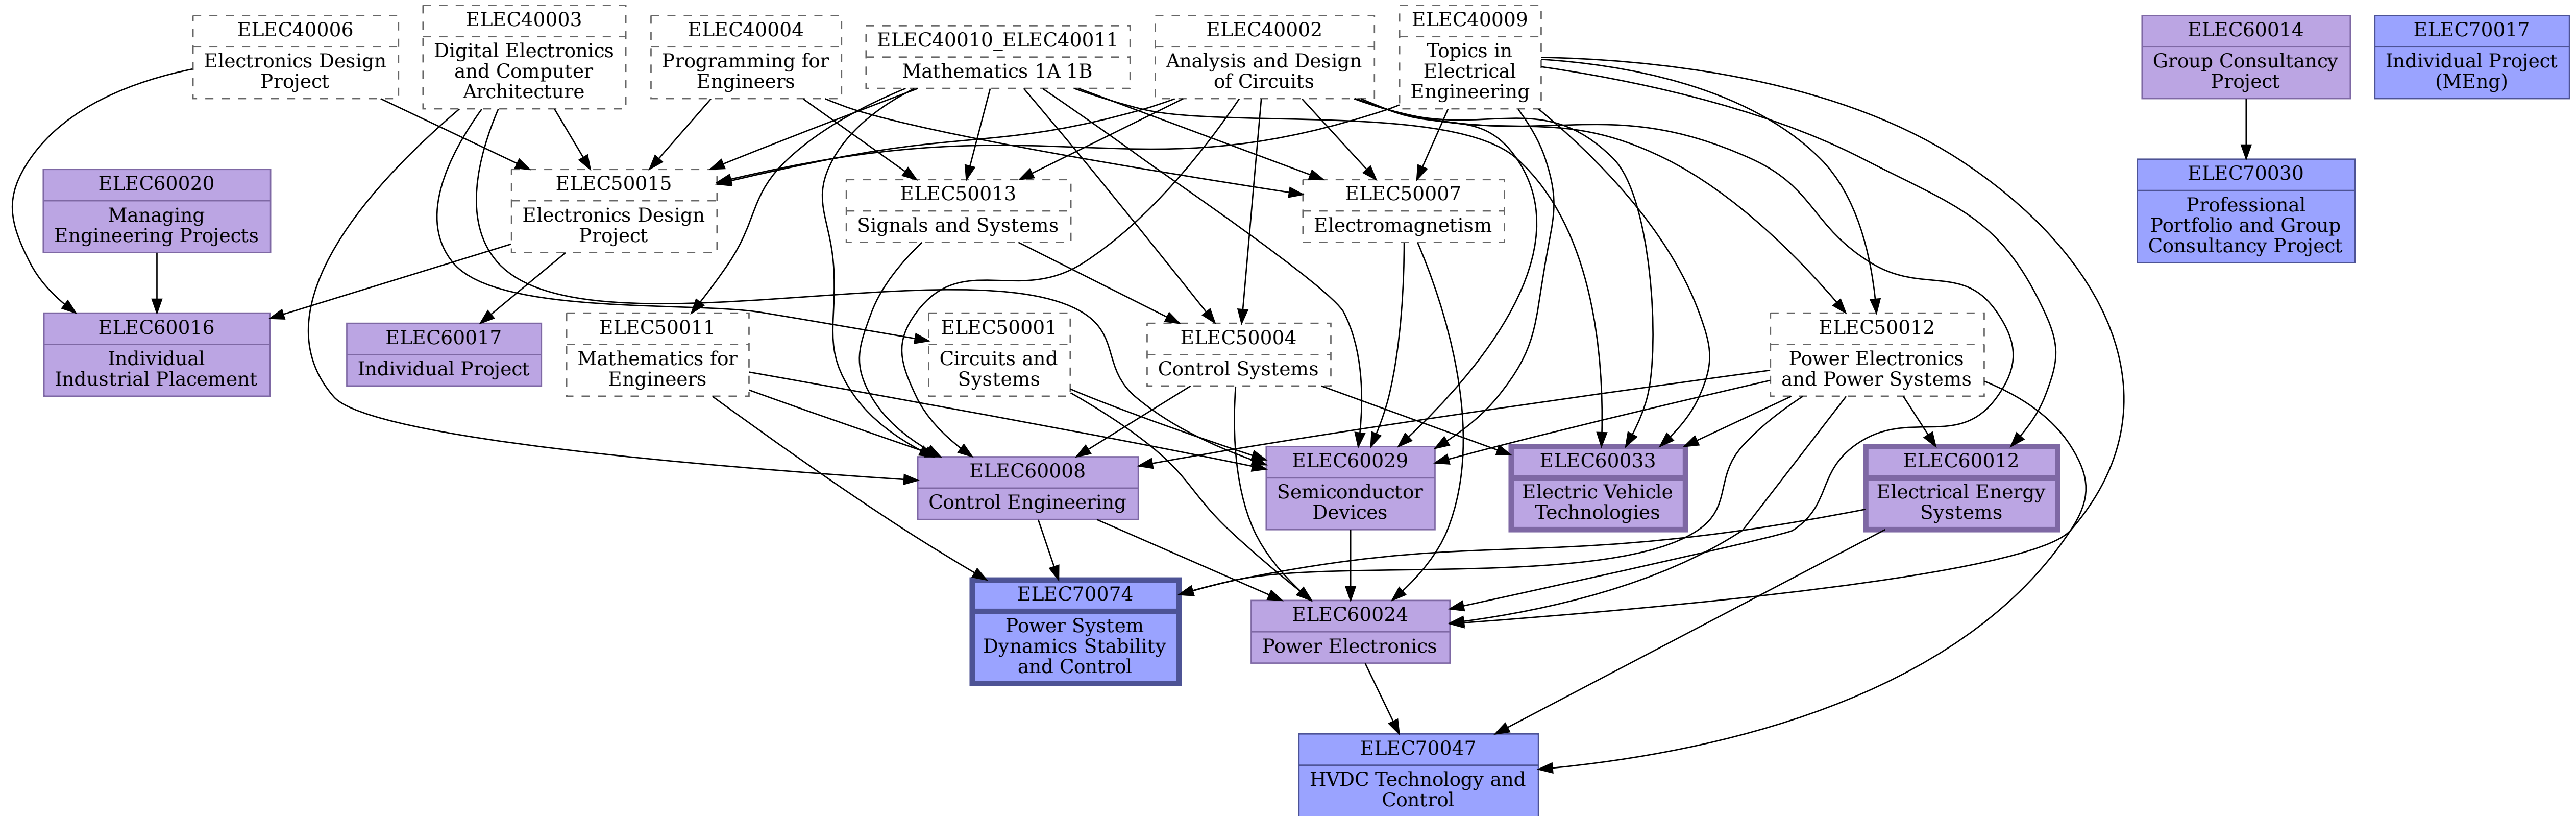 ELEC40006
Electronics Design
Project
ELEC40003
Digital Electronics
and Computer
Architecture
ELEC40004
Programming for
Engineers
ELEC40010_ELEC40011
Mathematics 1A 1B
ELEC40002
Analysis and Design
of Circuits
ELEC40009
Topics in
Electrical
Engineering
ELEC60014
Group Consultancy
Project
ELEC70017
Individual Project
(MEng)
ELEC60020
Managing
Engineering Projects
ELEC50015
Electronics Design
Project
ELEC50013
Signals and Systems
ELEC50007
Electromagnetism
ELEC70030
Professional
Portfolio and Group
Consultancy Project
ELEC60016
Individual
Industrial Placement
ELEC60017
Individual Project
ELEC50011
Mathematics for
Engineers
ELEC50001
Circuits and
Systems
ELEC50004
Control Systems
ELEC50012
Power Electronics
and Power Systems
ELEC60008
Control Engineering
ELEC60029
Semiconductor
Devices
ELEC60033
Electric Vehicle
Technologies
ELEC60012
Electrical Energy
Systems
ELEC70074
Power System
Dynamics Stability
and Control
ELEC60024
Power Electronics
ELEC70047
HVDC Technology and
Control